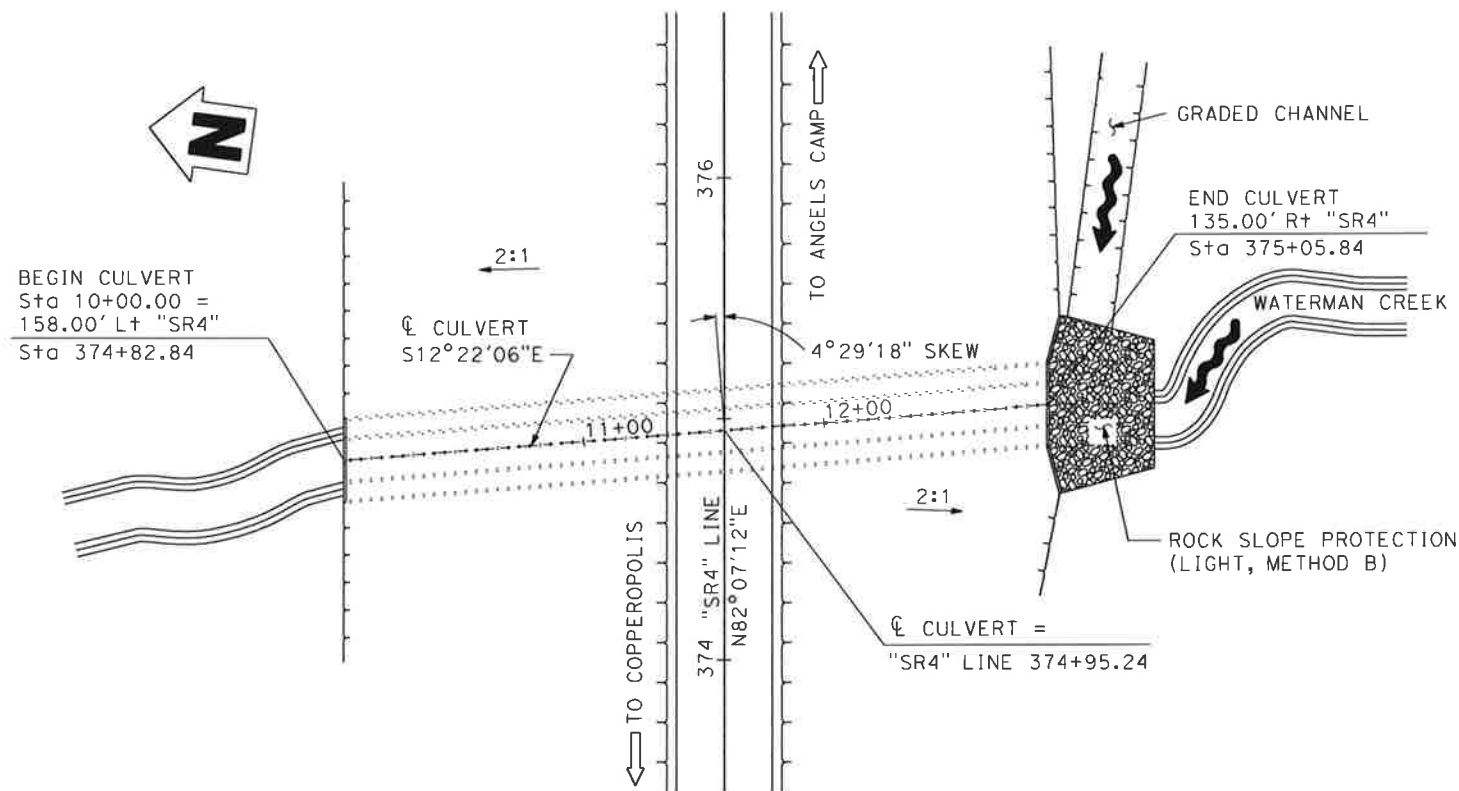 N
GRADED CHANNEL
TO ANGELS CAMP
376
END CULVERT
135.00' Rt "SR4"
Sta 375+05.84
2:1
BEGIN CULVERT
Sta 10+00.00 =
158.00' Lt "SR4"
Sta 374+82.84
WATERMAN CREEK
℄ CULVERT
S12°22'06"E
4°29'18" SKEW
12+00
11+00
2:1
374 "SR4" LINE
N82°07'12"E
TO COPPEROPOLIS
ROCK SLOPE PROTECTION
(LIGHT, METHOD B)
℄ CULVERT =
"SR4" LINE 374+95.24